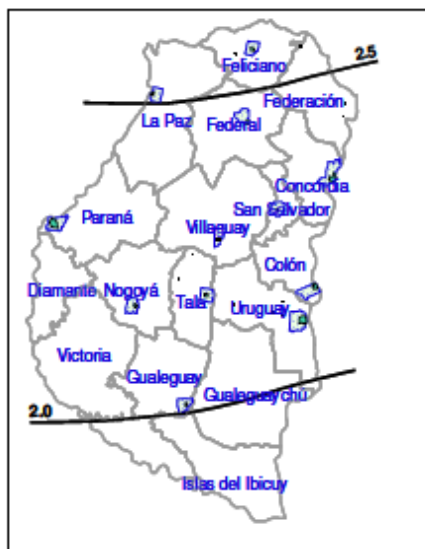 2.5
Feliciano
Federación
La Paz
Federal
Concordia
San Salvador
Paraná
Villaguay
Colón
Diamante
Nogoyá
Tala
Uruguay
Victoria
Gualeguay
Gualeguaychú
2.0
Islas del Ibicuy